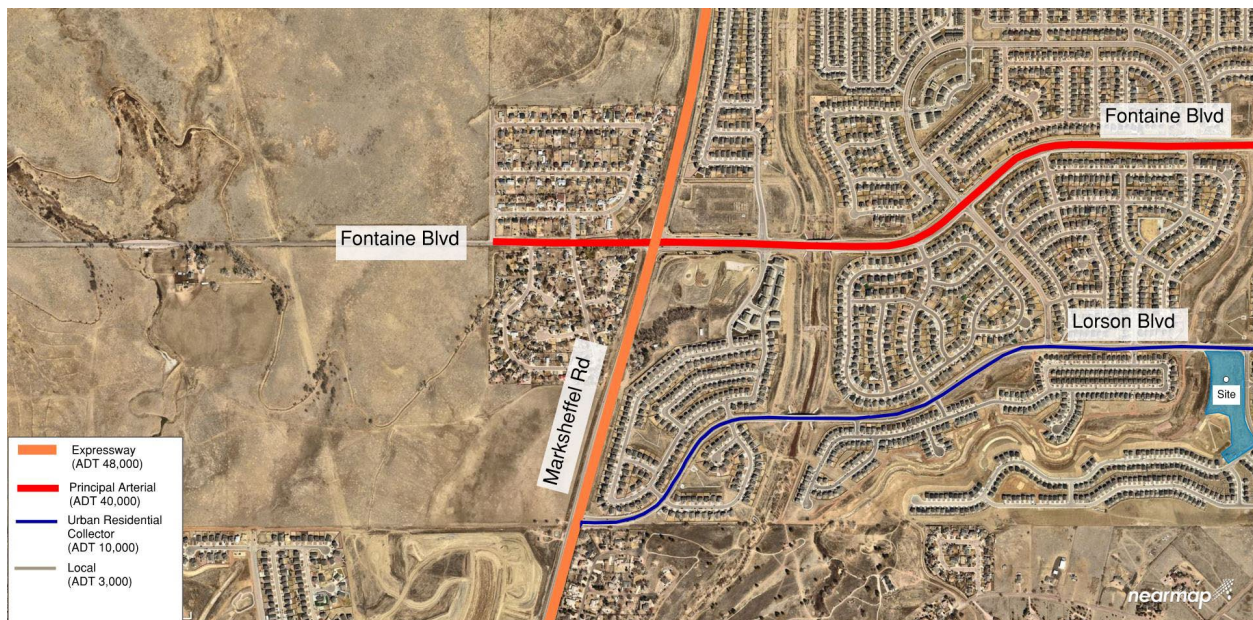 Fontaine Blvd
Fontaine Blvd
Lorson Blvd
Site
Marksheffel Rd
Expressway
(ADT 48,000)
Principal Arterial
(ADT 40,000)
Urban Residential
Collector
(ADT 10,000)
Local
(ADT 3,000)
nearmap